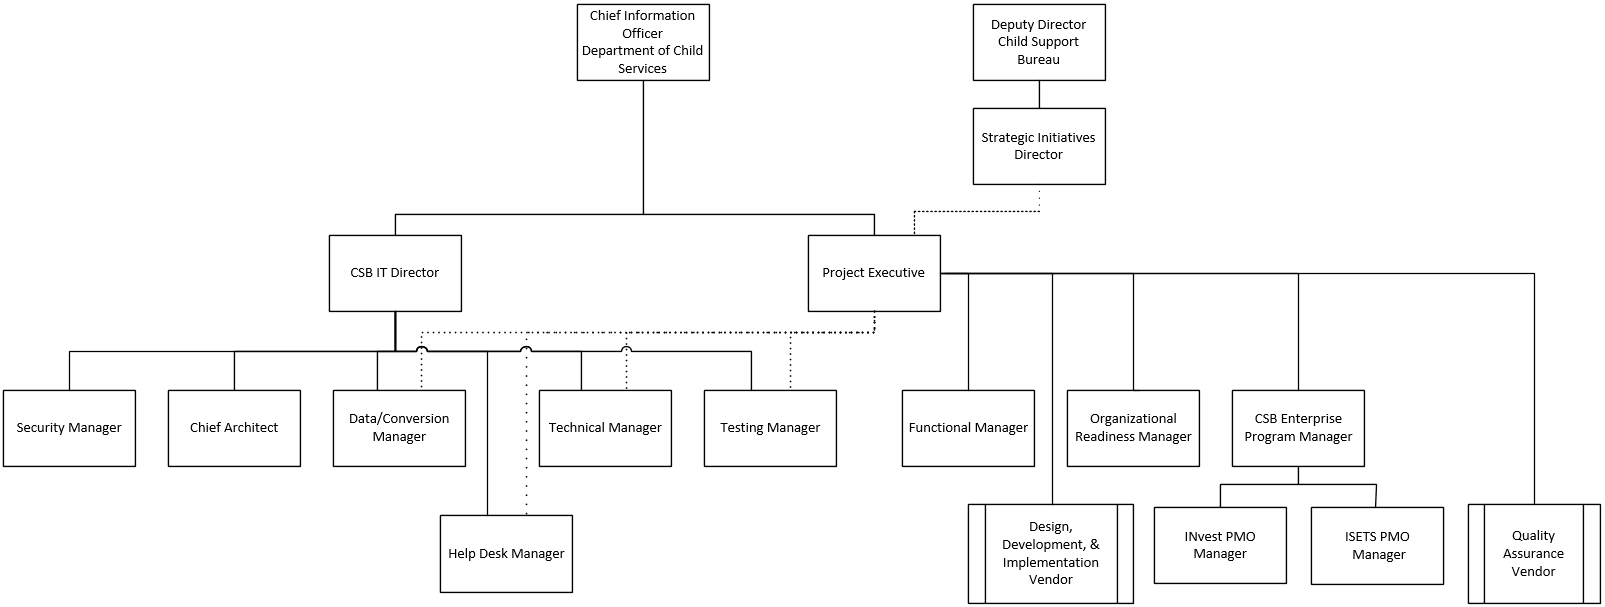 Chief Information
Officer
Department of Child
Services
Deputy Director
Child Support
Bureau
Strategic Initiatives
Director
CSB IT Director
Project Executive
Security Manager
Chief Architect
Data/Conversion
Manager
Technical Manager
Testing Manager
Functional Manager
Organizational
Readiness Manager
CSB Enterprise
Program Manager
Help Desk Manager
Design,
Development, &
Implementation
Vendor
INvest PMO
Manager
ISETS PMO
Manager
Quality
Assurance
Vendor